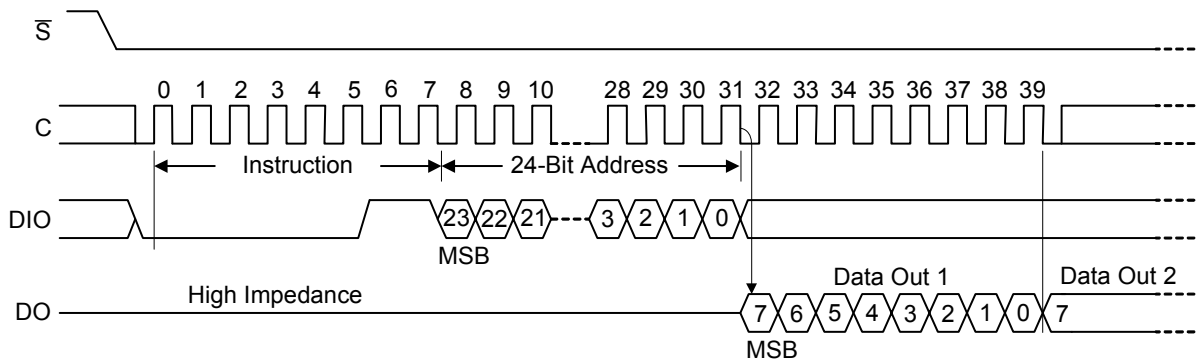 S̅
0 1 2 3 4 5 6 7 8 9 10 28 29 30 31 32 33 34 35 36 37 38 39
C
Instruction 24-Bit Address
DIO 23 22 21 3 2 1 0
MSB
Data Out 1 Data Out 2
High Impedance
DO 7 6 5 4 3 2 1 0 7
MSB